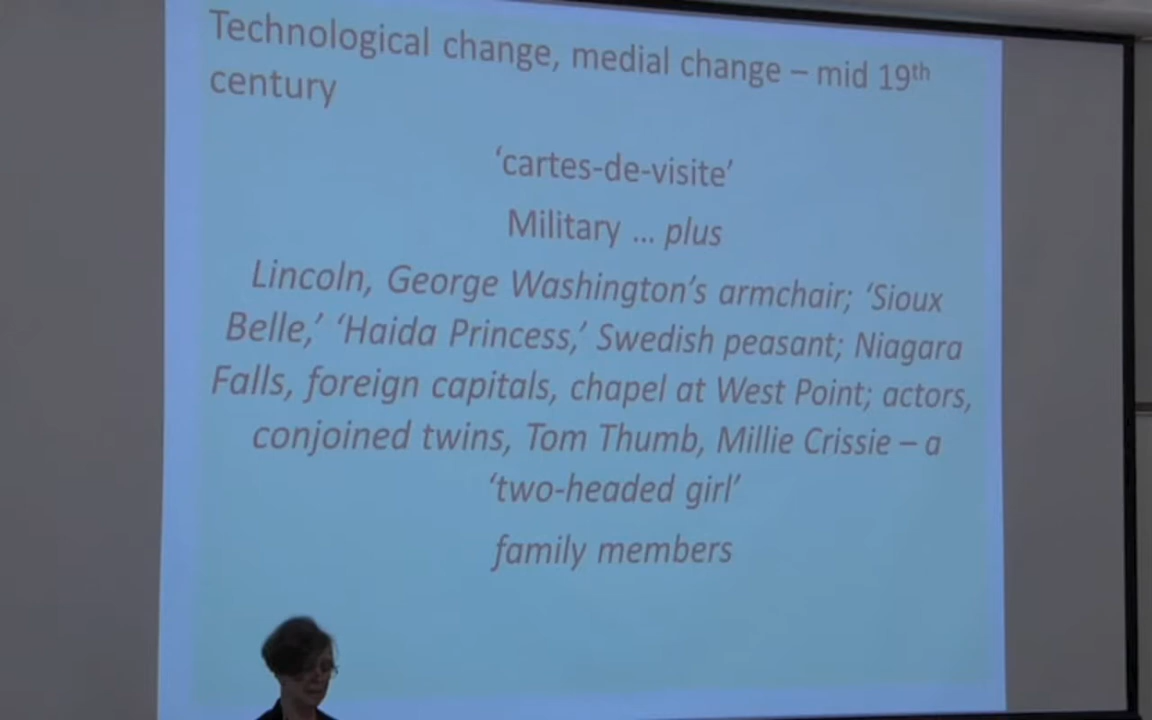 Technological change, medial change – mid 19th
century
‘cartes-de-visite’
Military ... plus
Lincoln, George Washington’s armchair; ‘Sioux
Belle,’ ‘Haida Princess,’ Swedish peasant; Niagara
Falls, foreign capitals, chapel at West Point; actors,
conjoined twins, Tom Thumb, Millie Crissie – a
‘two-headed girl’
family members